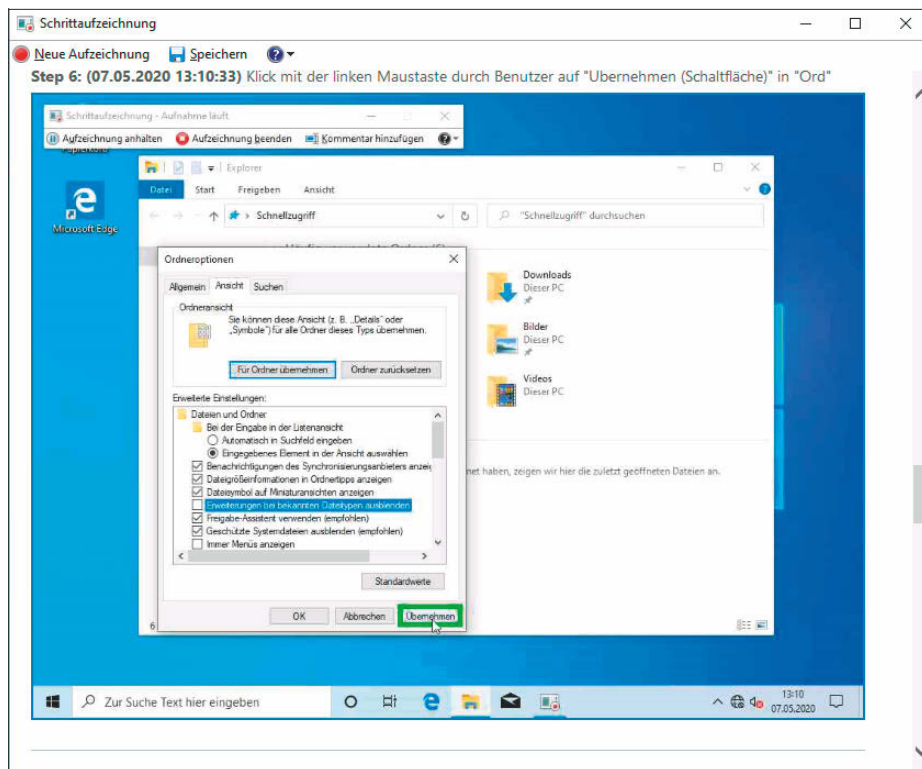 Schrittaufzeichnung
Neue Aufzeichnung Speichern
Step 6: (07.05.2020 13:10:33) Klick mit der linken Maustaste durch Benutzer auf "Übernehmen (Schaltfläche)" in "Ord"
Schrittaufzeichnung - Aufnahme läuft
Aufzeichnung anhalten Aufzeichnung beenden Kommentar hinzufügen
Explorer
Datei Start Freigeben Ansicht
Schnellzugriff
"Schnellzugriff" durchsuchen
Microsoft Edge
Ordneroptionen
Allgemein Ansicht Suchen
Ordneransicht
Sie können diese Ansicht (z. B. „Details" oder
„Symbole") für alle Ordner dieses Typs übernehmen.
Für Ordner übernehmen Ordner zurücksetzen
Erweiterte Einstellungen:
Dateien und Ordner
Bei der Eingabe in der Listenansicht
Automatisch in Suchfeld eingeben
Eingegebenes Element in der Ansicht auswählen
Benachrichtigungen des Synchronisierungsanbieters anzeig
Dateigrößeinformationen in Ordnertipps anzeigen
Dateisymbol auf Miniaturansichten anzeigen
Erweiterungen bei bekannten Dateitypen ausblenden
Freigabe-Assistent verwenden (empfohlen)
Geschützte Systemdateien ausblenden (empfohlen)
Immer Menüs anzeigen
Standardwerte
OK Abbrechen Übernehmen
Downloads
Dieser PC
Bilder
Dieser PC
Videos
Dieser PC
net haben, zeigen wir hier die zuletzt geöffneten Dateien an.
6
Zur Suche Text hier eingeben
13:10
07.05.2020